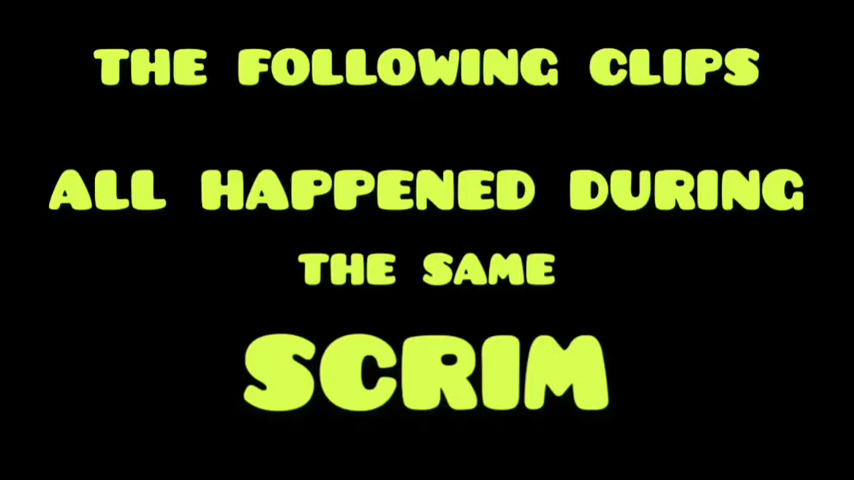 THE FOLLOWING CLIPS
ALL HAPPENED DURING
THE SAME
SCRIM